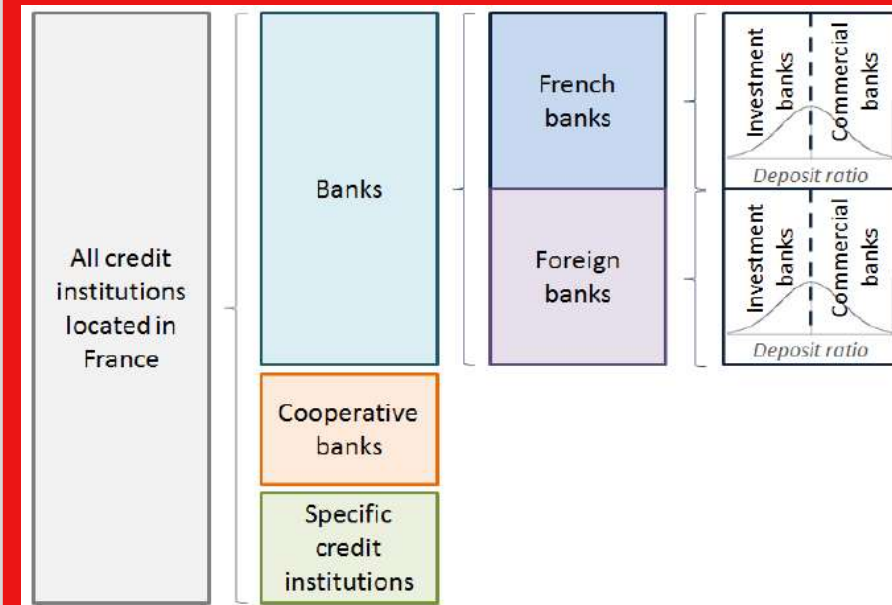 All credit
institutions
located in
France
Banks
Cooperative
banks
Specific
credit
institutions
French
banks
Foreign
banks
Investment
banks
Commercial
banks
Deposit ratio
Investment
banks
Commercial
banks
Deposit ratio